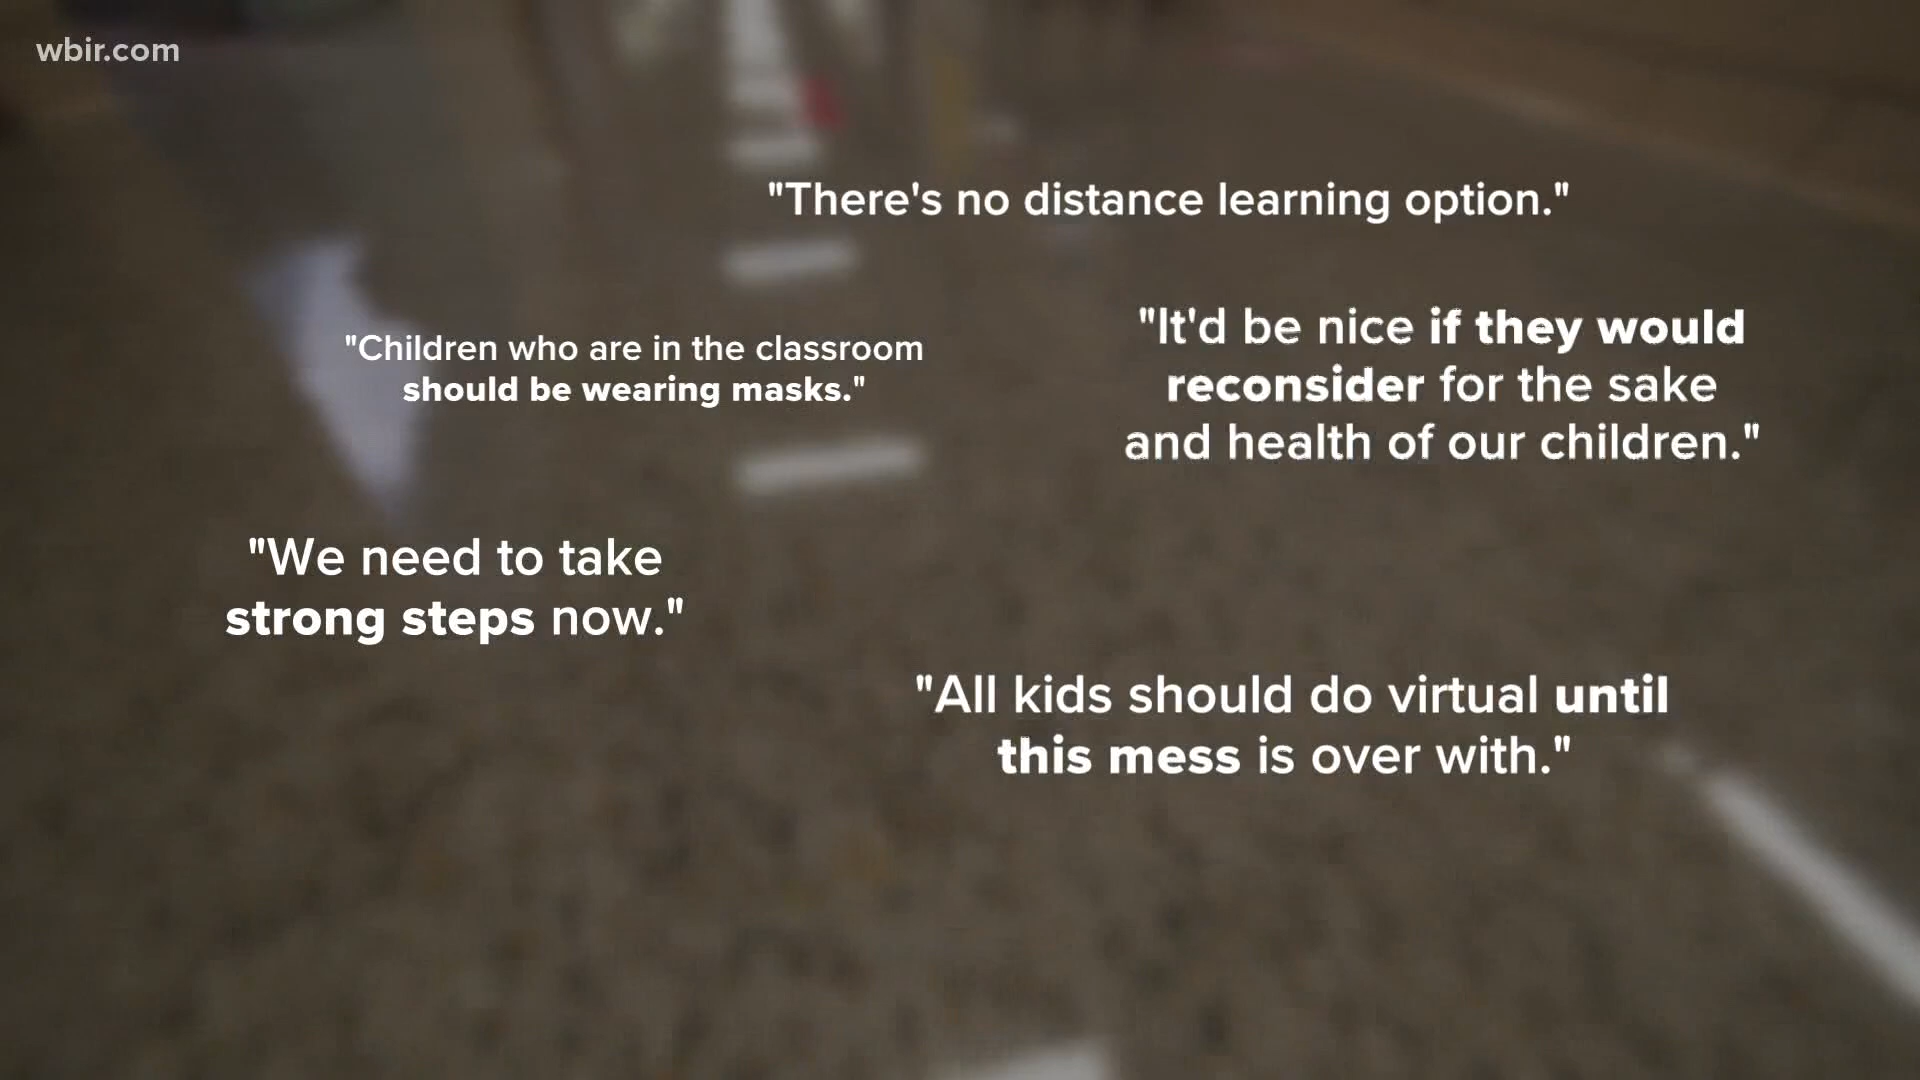 wbir.com
"There's no distance learning option."
"It'd be nice if they would
reconsider for the sake
and health of our children."
"Children who are in the classroom
should be wearing masks."
"We need to take
strong steps now."
"All kids should do virtual until
this mess is over with."